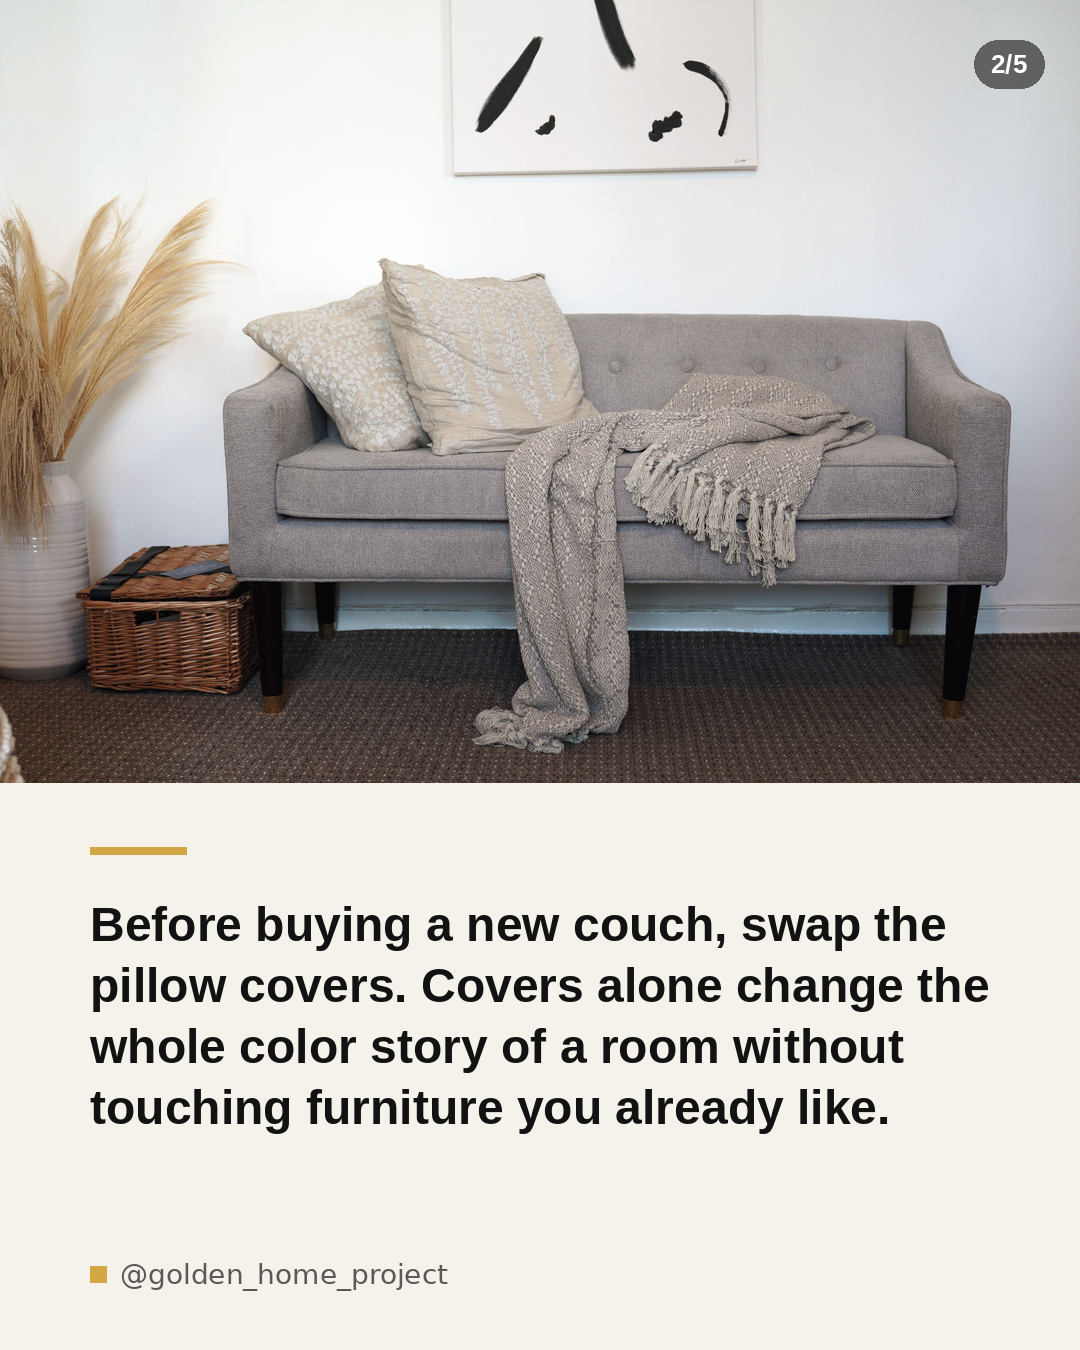 2/5
Before buying a new couch, swap the
pillow covers. Covers alone change the
whole color story of a room without
touching furniture you already like.
@golden_home_project